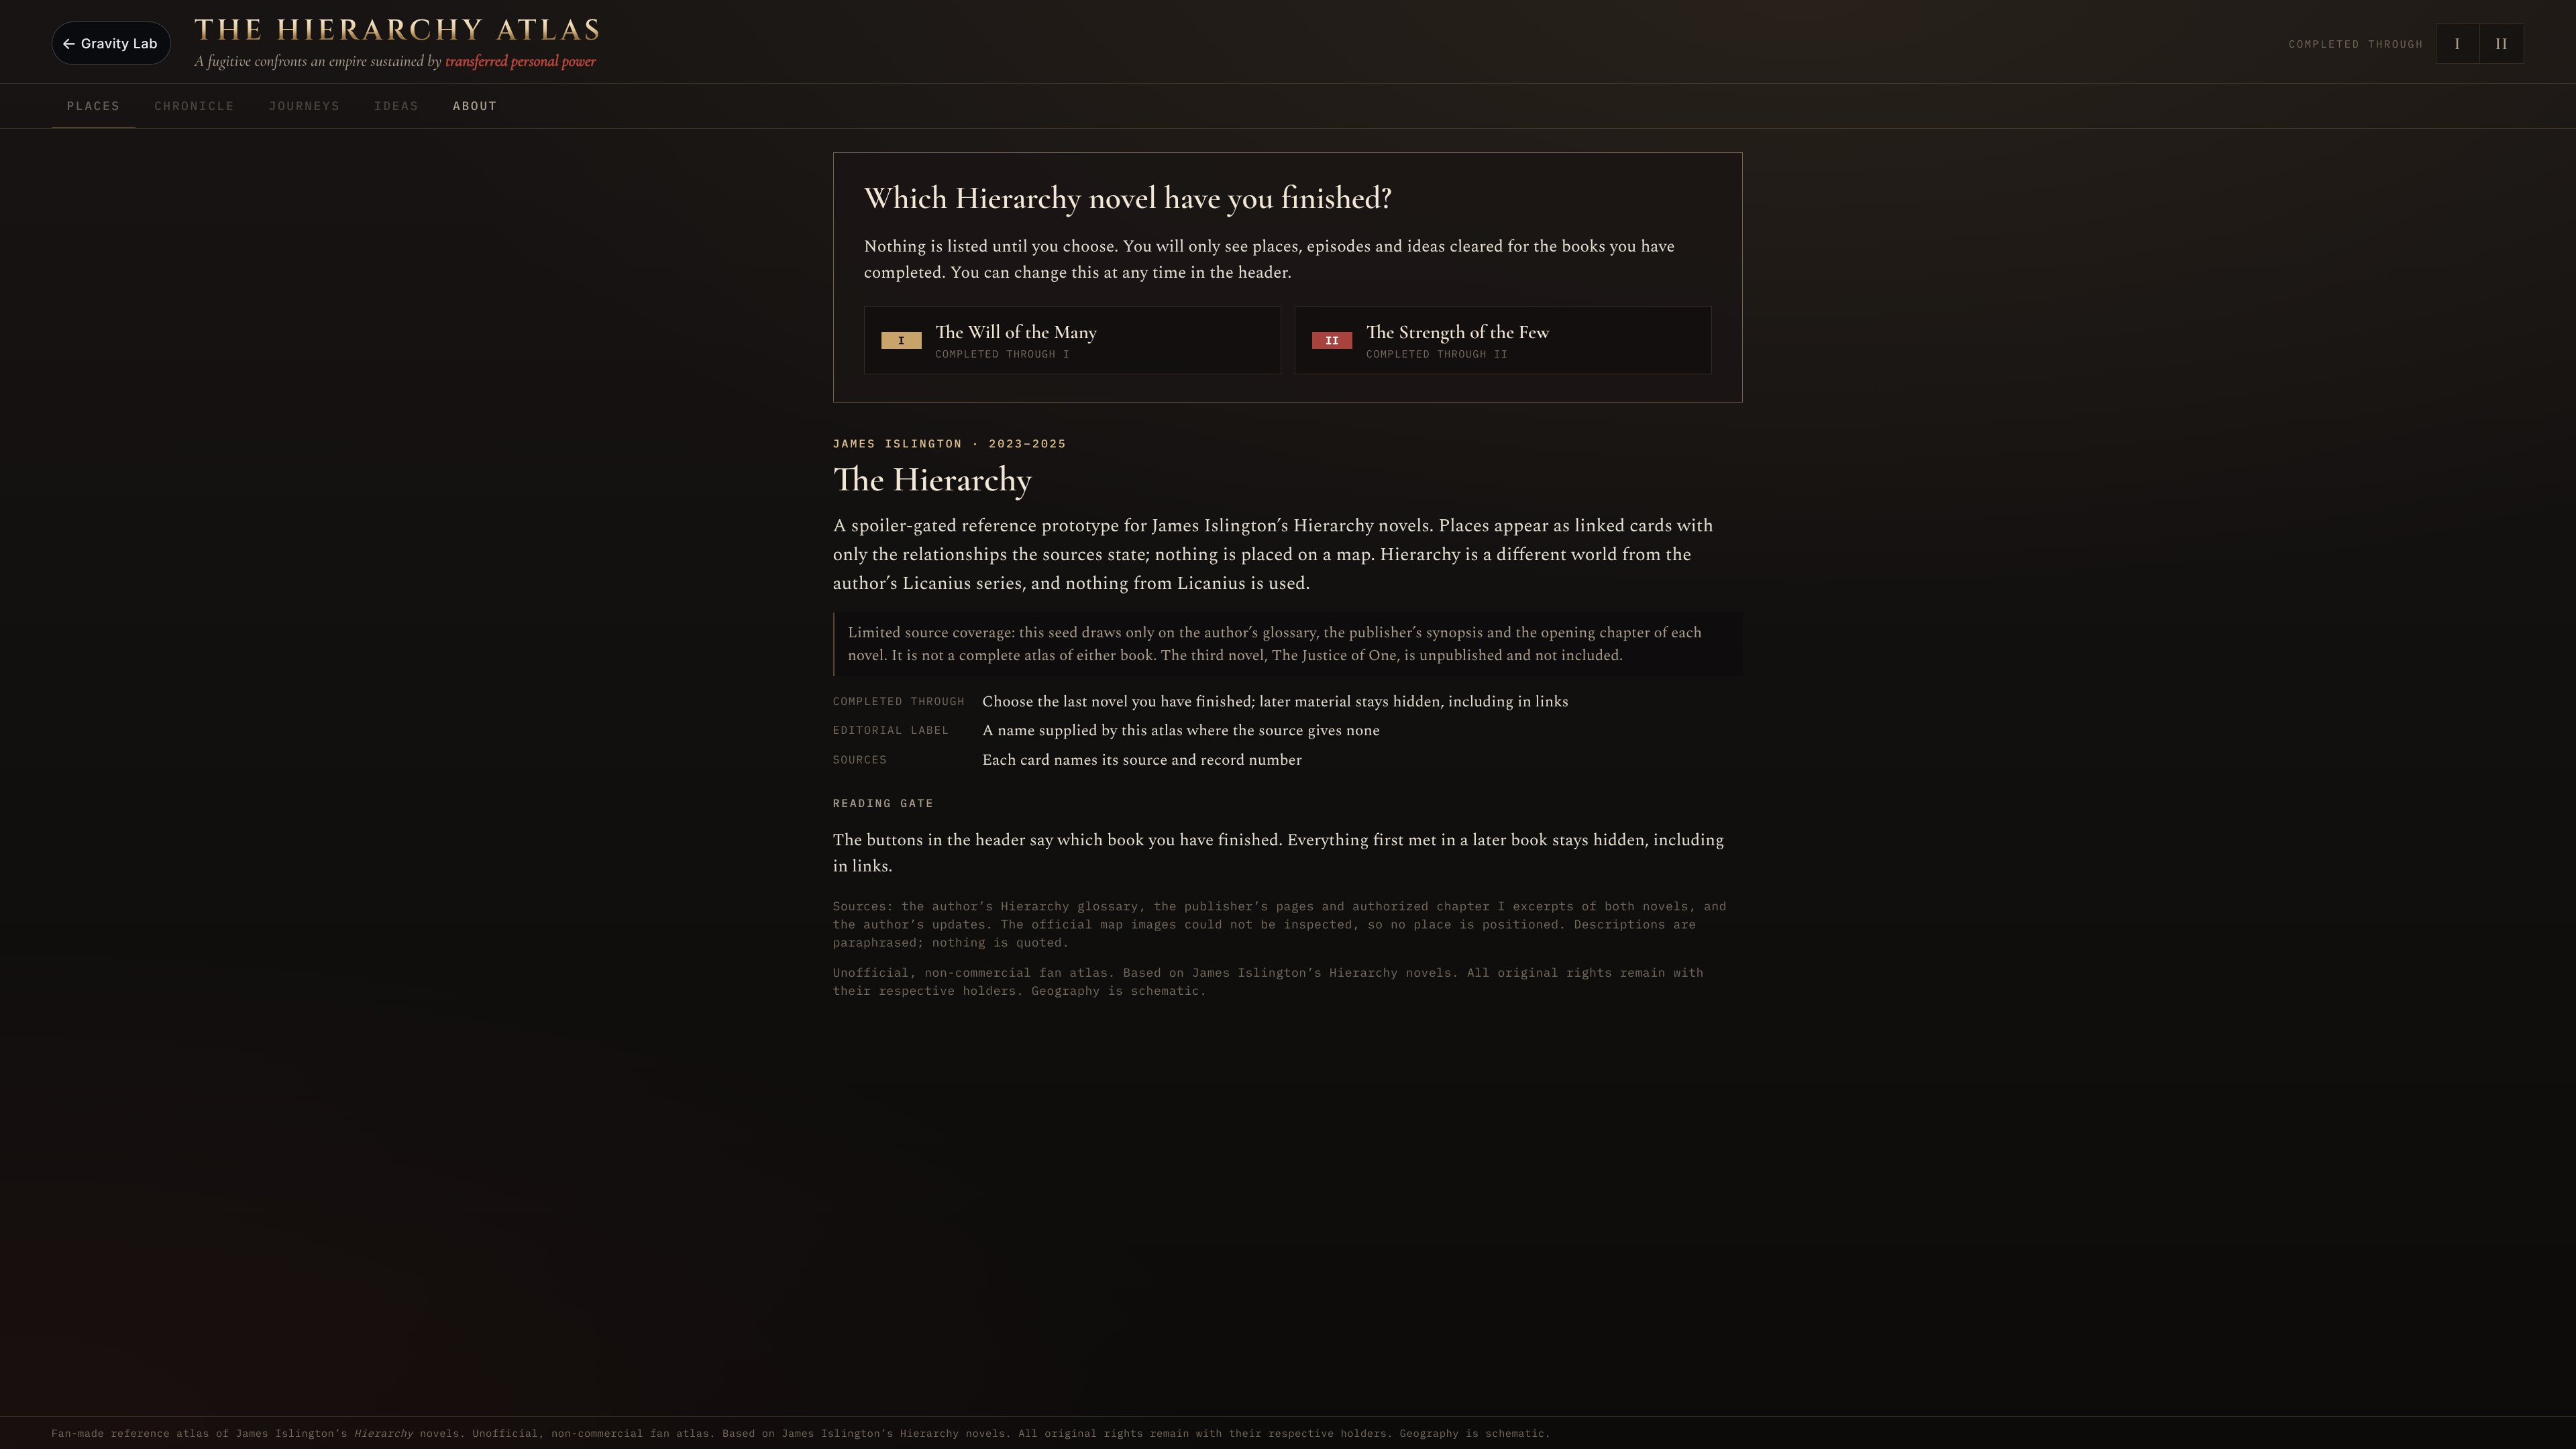 ← Gravity Lab
THE HIERARCHY ATLAS
A fugitive confronts an empire sustained by transferred personal power
COMPLETED THROUGH I II
PLACES CHRONICLE JOURNEYS IDEAS ABOUT
Which Hierarchy novel have you finished?
Nothing is listed until you choose. You will only see places, episodes and ideas cleared for the books you have
completed. You can change this at any time in the header.
I The Will of the Many
COMPLETED THROUGH I
II The Strength of the Few
COMPLETED THROUGH II
JAMES ISLINGTON · 2023–2025
The Hierarchy
A spoiler-gated reference prototype for James Islington’s Hierarchy novels. Places appear as linked cards with
only the relationships the sources state; nothing is placed on a map. Hierarchy is a different world from the
author’s Licanius series, and nothing from Licanius is used.
Limited source coverage: this seed draws only on the author’s glossary, the publisher’s synopsis and the opening chapter of each
novel. It is not a complete atlas of either book. The third novel, The Justice of One, is unpublished and not included.
COMPLETED THROUGH Choose the last novel you have finished; later material stays hidden, including in links
EDITORIAL LABEL A name supplied by this atlas where the source gives none
SOURCES Each card names its source and record number
READING GATE
The buttons in the header say which book you have finished. Everything first met in a later book stays hidden, including
in links.
Sources: the author’s Hierarchy glossary, the publisher’s pages and authorized chapter I excerpts of both novels, and
the author’s updates. The official map images could not be inspected, so no place is positioned. Descriptions are
paraphrased; nothing is quoted.
Unofficial, non-commercial fan atlas. Based on James Islington’s Hierarchy novels. All original rights remain with
their respective holders. Geography is schematic.
Fan-made reference atlas of James Islington’s Hierarchy novels. Unofficial, non-commercial fan atlas. Based on James Islington’s Hierarchy novels. All original rights remain with their respective holders. Geography is schematic.